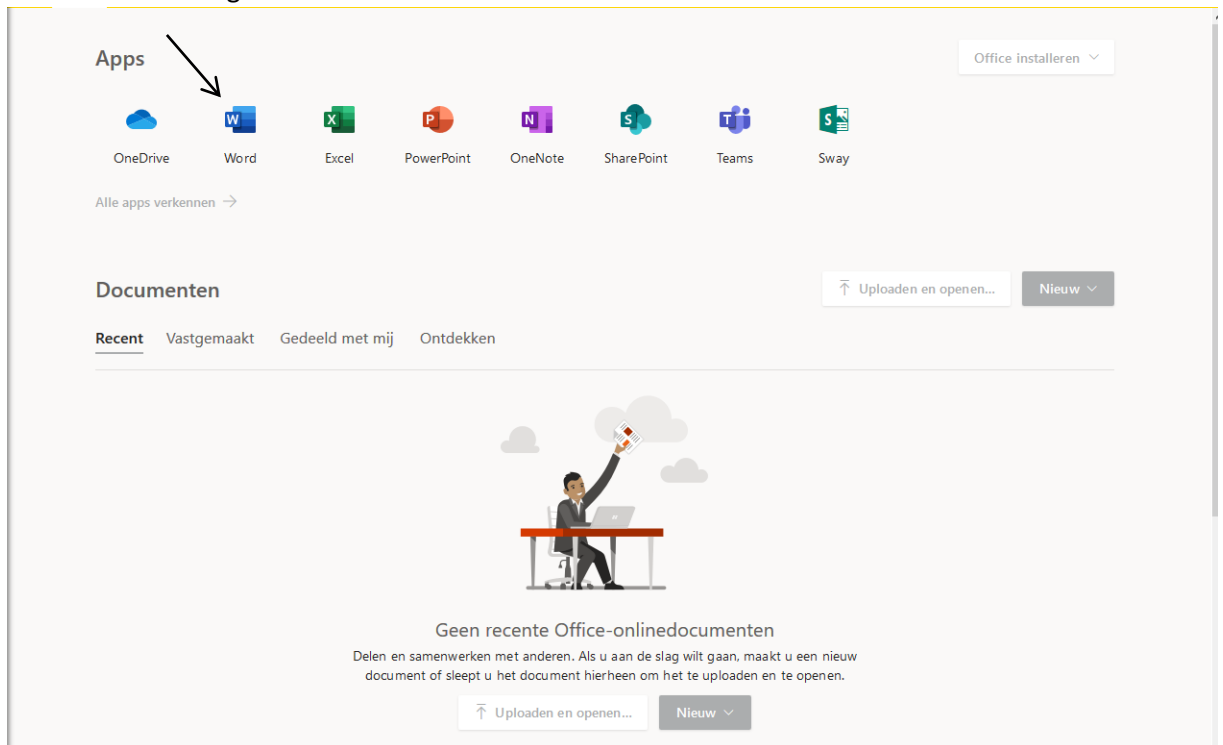 Apps
Office installeren
OneDrive Word Excel PowerPoint OneNote SharePoint Teams Sway
Alle apps verkennen
Documenten
Uploaden en openen... Nieuw
Recent Vastgemaakt Gedeeld met mij Ontdekken
Geen recente Office-onlinedocumenten
Delen en samenwerken met anderen. Als u aan de slag wilt gaan, maakt u een nieuw
document of sleept u het document hierheen om het te uploaden en te openen.
Uploaden en openen... Nieuw